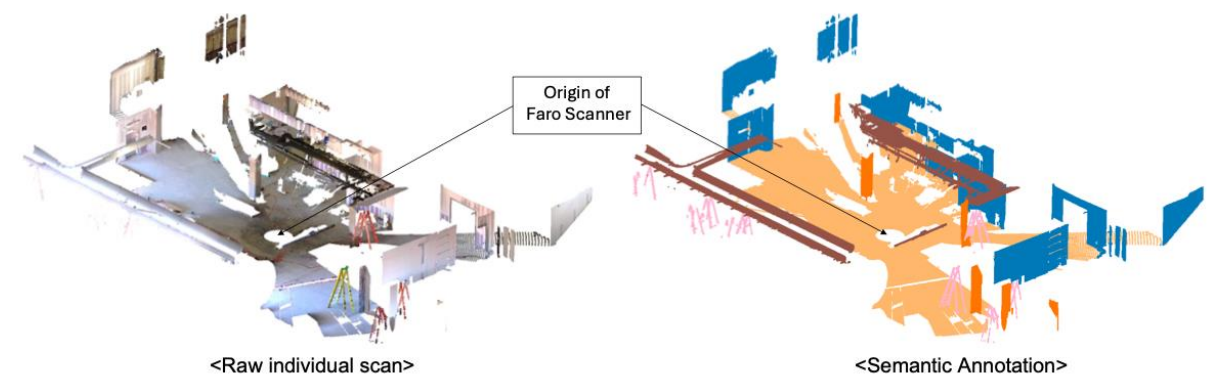 Origin of
Faro Scanner
<Raw individual scan>
<Semantic Annotation>